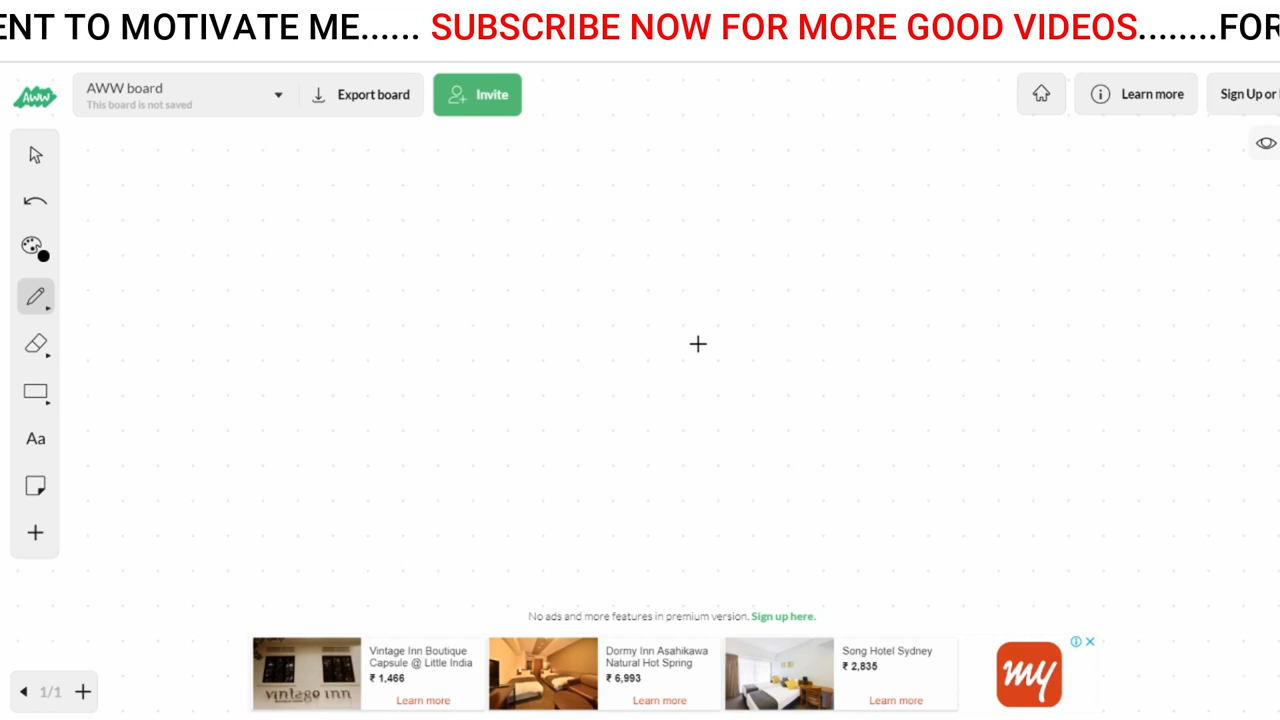 ENT TO MOTIVATE ME...... SUBSCRIBE NOW FOR MORE GOOD VIDEOS........FOR
AWW
AWW board
This board is not saved
Export board
Invite
Learn more
Sign Up or
Aa
No ads and more features in premium version. Sign up here.
Vintage Inn Boutique
Capsule @ Little India
₹ 1,466
Learn more
vintage inn
Dormy Inn Asahikawa
Natural Hot Spring
₹ 6,993
Learn more
Song Hotel Sydney
₹ 2,835
Learn more
my
1/1